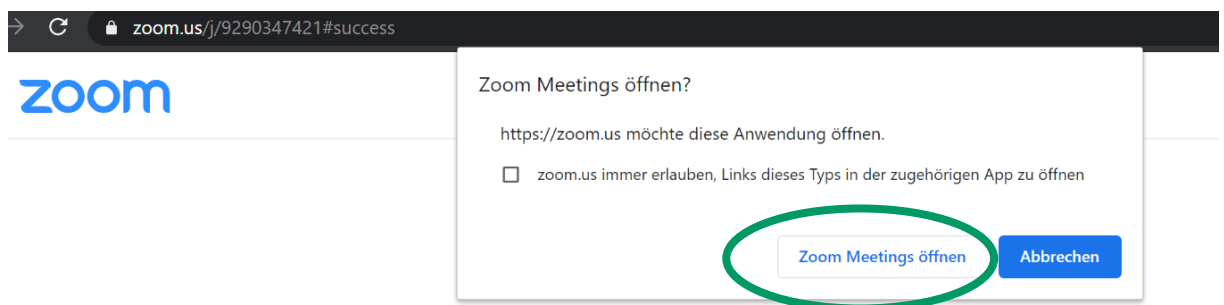 zoom.us/j/9290347421#success
zoom
Zoom Meetings öffnen?
https://zoom.us möchte diese Anwendung öffnen.
zoom.us immer erlauben, Links dieses Typs in der zugehörigen App zu öffnen
Zoom Meetings öffnen Abbrechen